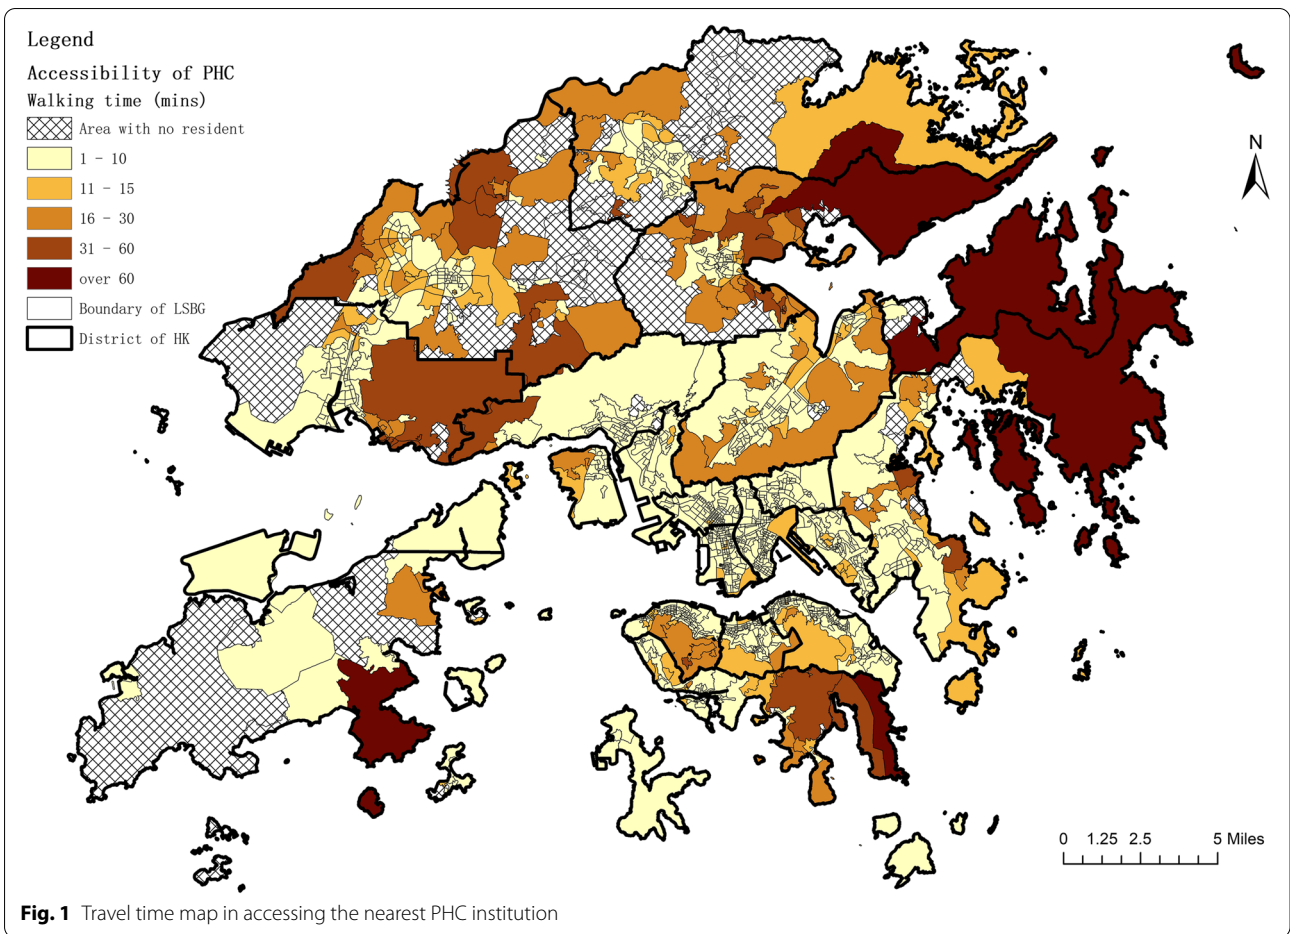 Legend
Accessibility of PHC
Walking time (mins)
Area with no resident
1 - 10
11 - 15
16 - 30
31 - 60
over 60
Boundary of LSBG
District of HK
N
0 1.25 2.5 5 Miles
Fig. 1 Travel time map in accessing the nearest PHC institution